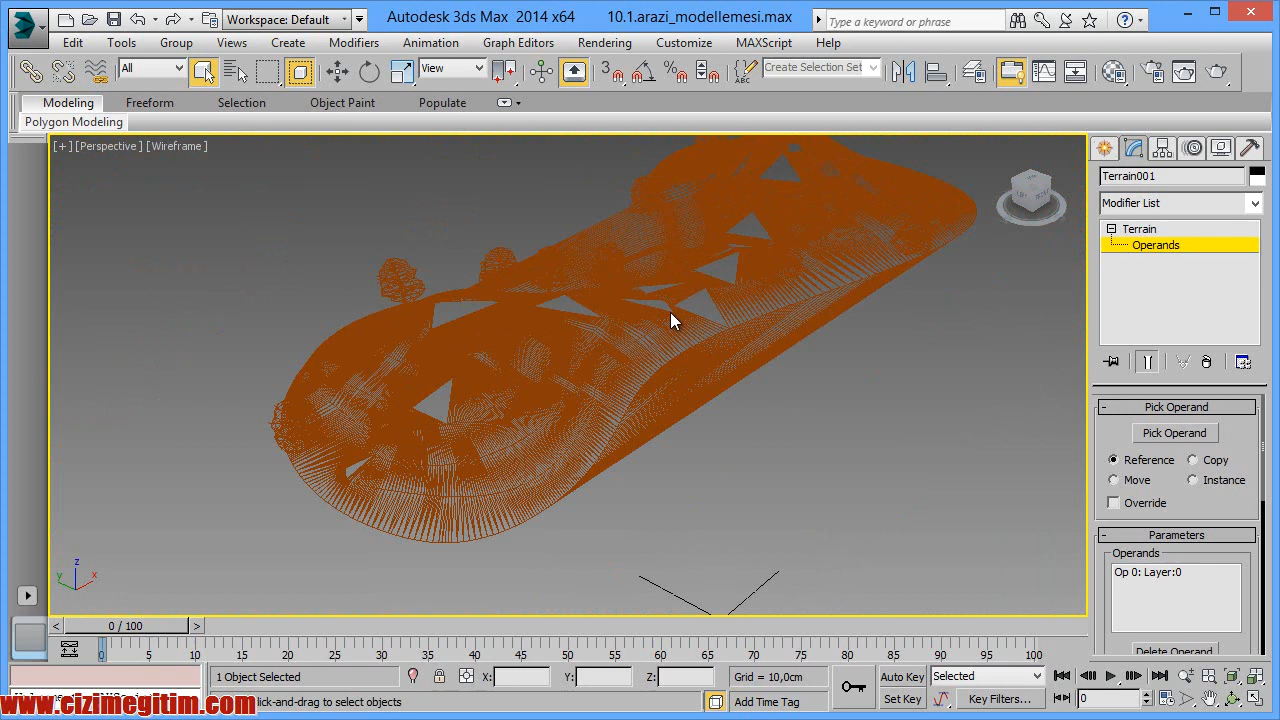 Workspace: Default
Autodesk 3ds Max 2014 x64
10.1.arazi_modellemesi.max
Type a keyword or phrase
Edit
Tools
Group
Views
Create
Modifiers
Animation
Graph Editors
Rendering
Customize
MAXScript
Help
All
View
3
ABC
Create Selection Set
Modeling
Freeform
Selection
Object Paint
Populate
Polygon Modeling
[+] [Perspective] [Wireframe]
Terrain001
Modifier List
Terrain
Operands
Pick Operand
Pick Operand
Reference
Copy
Move
Instance
Override
Parameters
Operands
Op 0: Layer:0
Delete Operand
z
y
x
< 0 / 100 >
0 5 10 15 20 25 30 35 40 45 50 55 60 65 70 75 80 85 90 95 100
1 Object Selected
X:
Y:
Z:
Grid = 10,0cm
Auto Key
Selected
lick-and-drag to select objects
Add Time Tag
Set Key
Key Filters...
0
www.cizimegitim.com